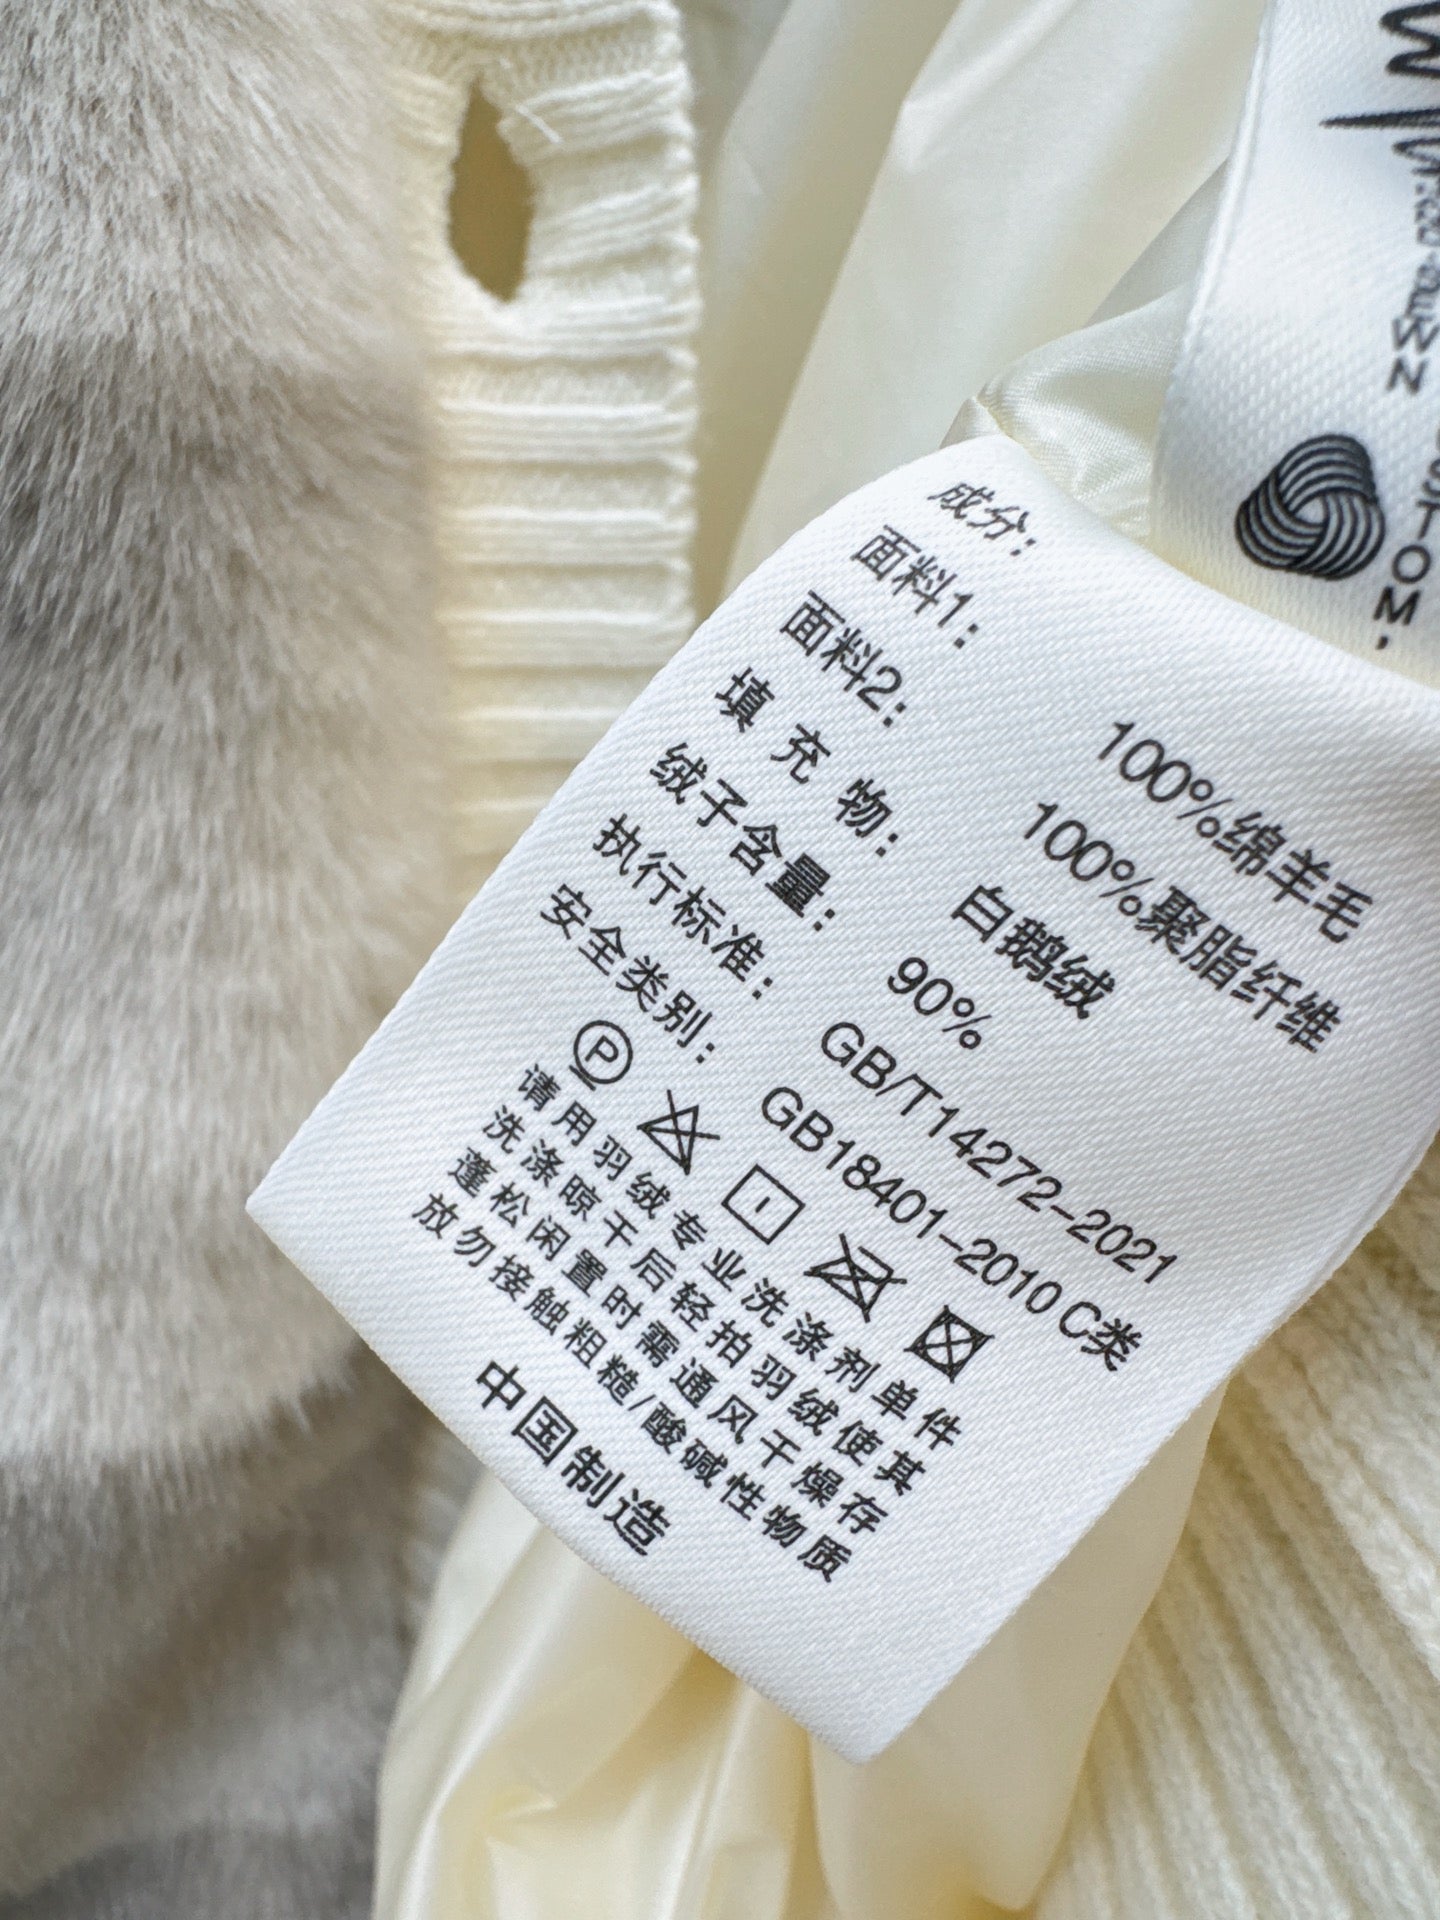 成分：
面料1： 100%绵羊毛
面料2： 100%聚脂纤维
填充物： 白鹅绒
绒子含量： 90%
执行标准： GB/T14272-2021
安全类别： GB18401-2010 C类
P
请用羽绒专业洗涤剂单件
洗涤晾干后轻拍羽绒使其
蓬松闲置时需通风干燥存
放勿接触粗糙/酸碱性物质
中国制造
STOM,